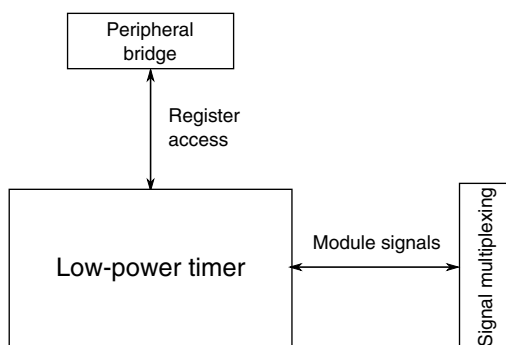 Peripheral
bridge
Register
access
Low-power timer
Module signals
Signal multiplexing